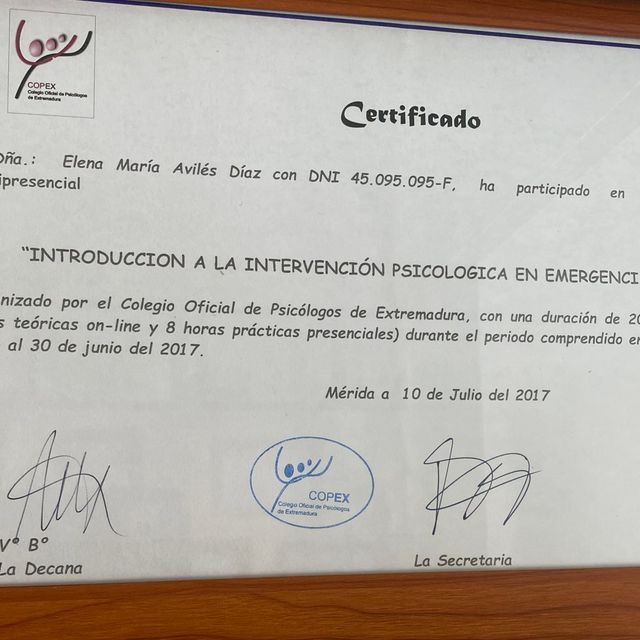 COPEX
Colegio Oficial de Psicólogos
de Extremadura
Certificado
Dña.: Elena María Avilés Díaz con DNI 45.095.095-F, ha participado en
ipresencial
“INTRODUCCION A LA INTERVENCIÓN PSICOLOGICA EN EMERGENCI
nizado por el Colegio Oficial de Psicólogos de Extremadura, con una duración de 20
s teóricas on-line y 8 horas prácticas presenciales) durante el periodo comprendido en
al 30 de junio del 2017.
Mérida a 10 de Julio del 2017
COPEX
Colegio Oficial de Psicólogos
de Extremadura
Vº Bº
La Decana
La Secretaria